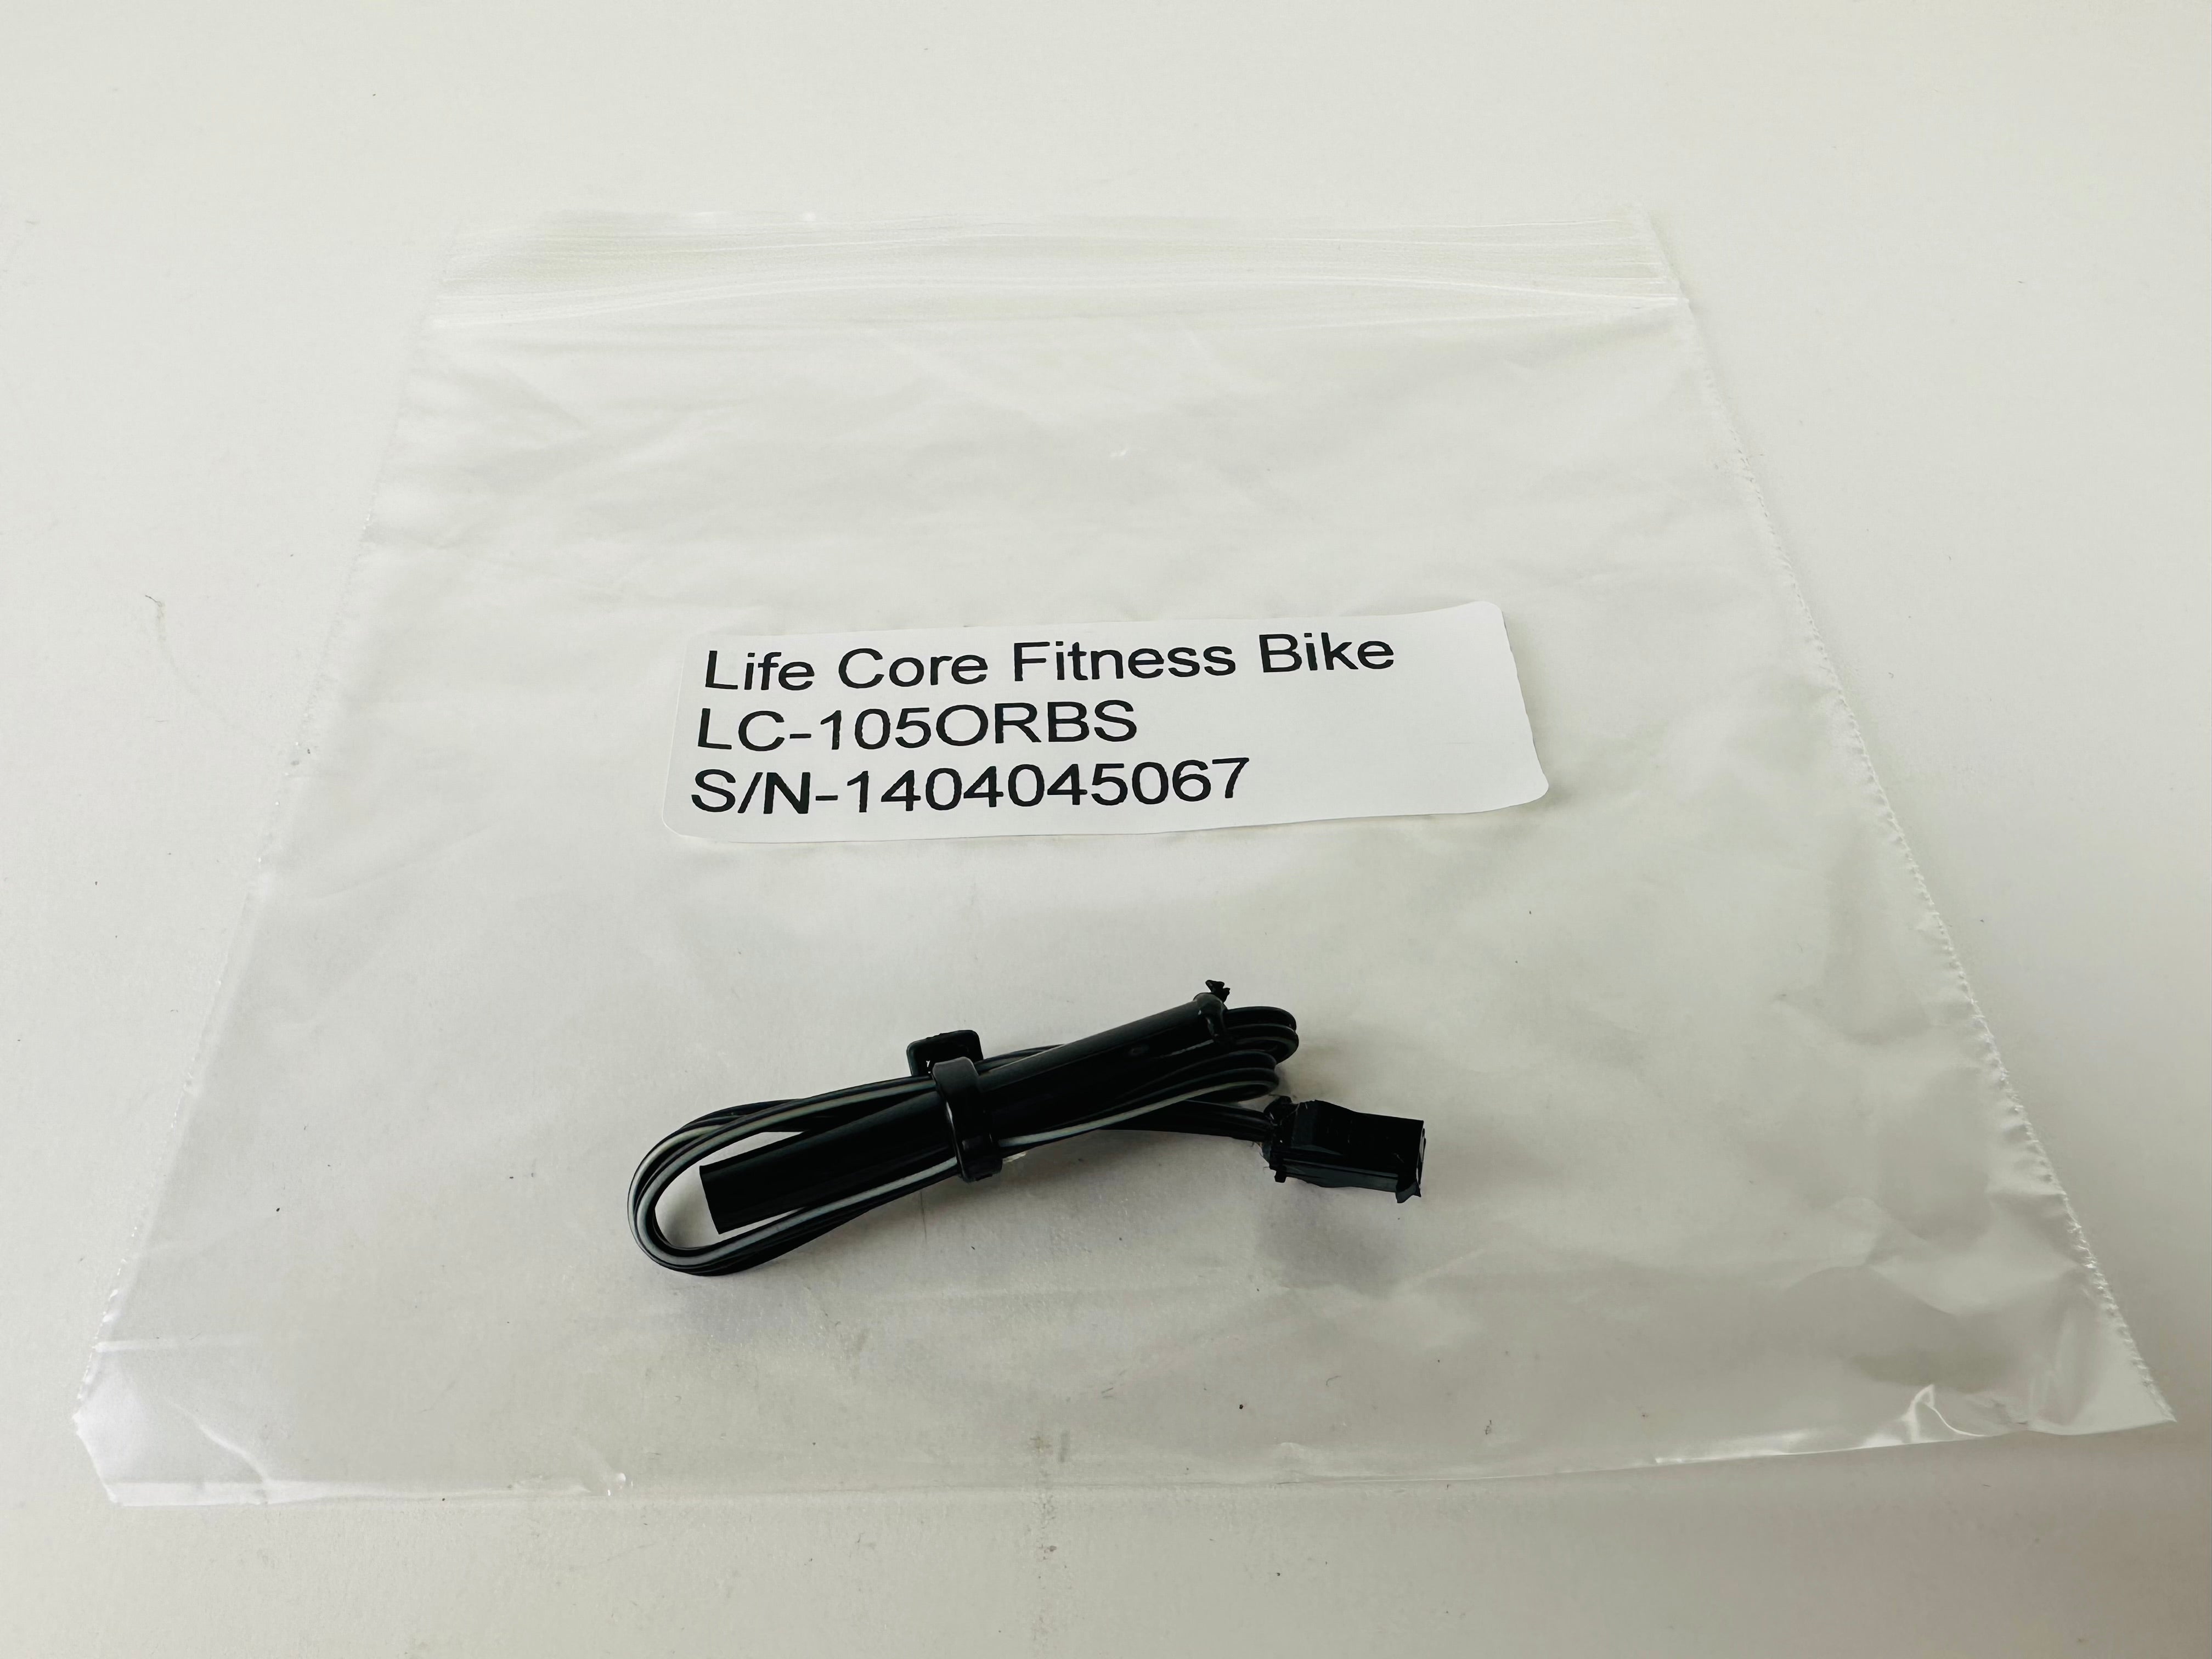 Life Core Fitness Bike
LC-105ORBS
S/N-1404045067